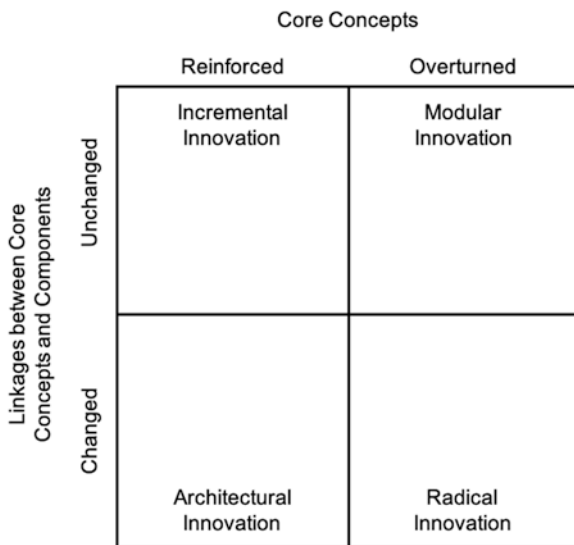 Core Concepts
Reinforced
Overturned
Incremental
Innovation
Modular
Innovation
Linkages between Core
Concepts and Components
Unchanged
Changed
Architectural
Innovation
Radical
Innovation